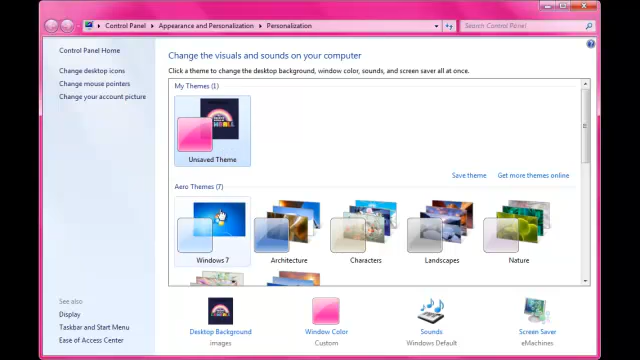 Control Panel ▸ Appearance and Personalization ▸ Personalization
Search Control Panel
Control Panel Home
Change desktop icons
Change mouse pointers
Change your account picture
See also
Display
Taskbar and Start Menu
Ease of Access Center
Change the visuals and sounds on your computer
Click a theme to change the desktop background, window color, sounds, and screen saver all at once.
My Themes (1)
Unsaved Theme
Save theme
Get more themes online
Aero Themes (7)
Windows 7
Architecture
Characters
Landscapes
Nature
Desktop Background
images
Window Color
Custom
Sounds
Windows Default
Screen Saver
eMachines